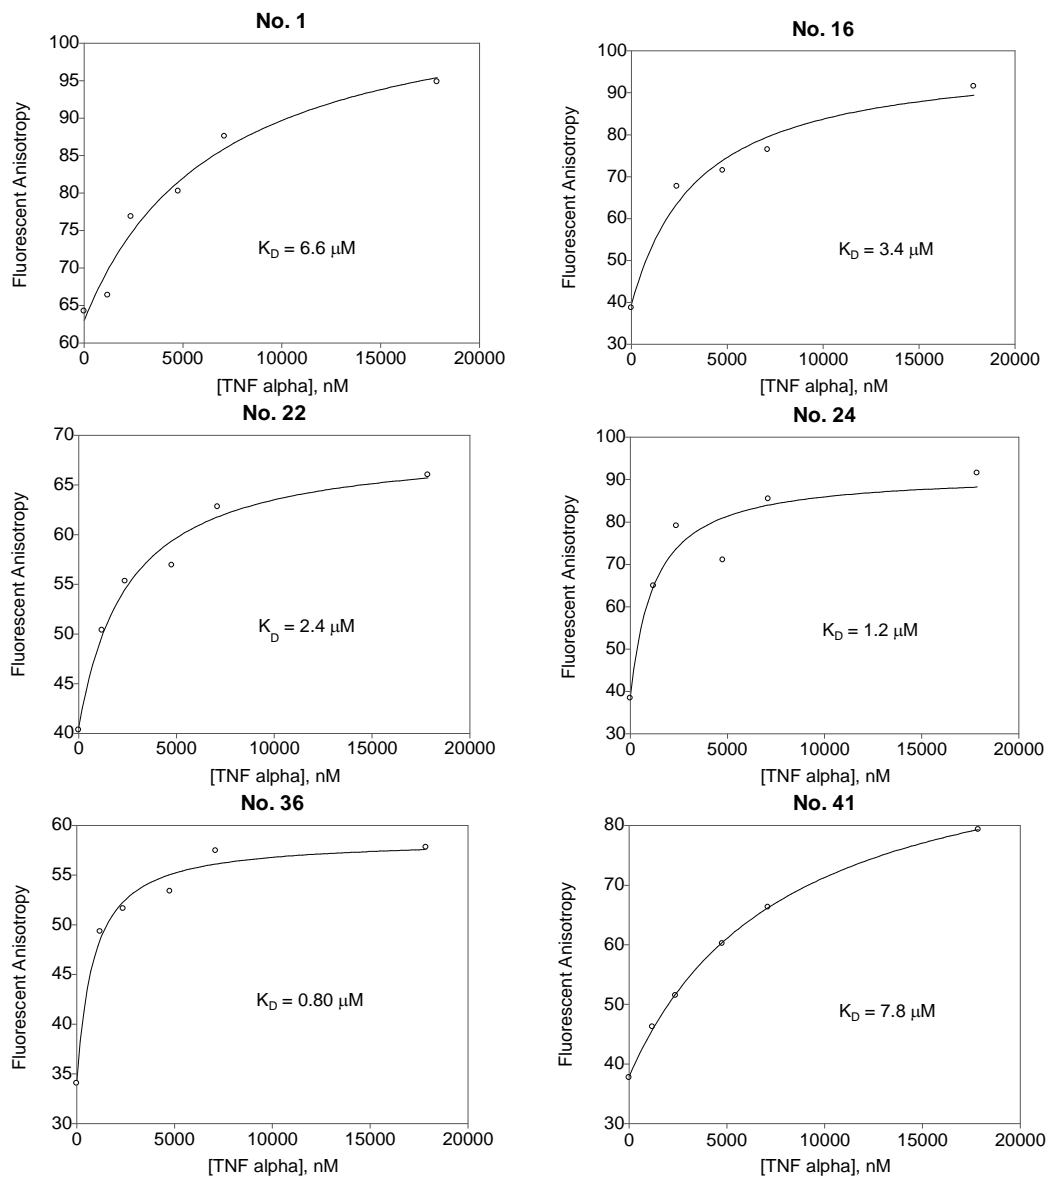 No. 1
100
95
90
85
80
75
70
65
60
Fluorescent Anisotropy
K_D = 6.6 μM
0 5000 10000 15000 20000
[TNF alpha], nM
No. 16
100
90
80
70
60
50
40
30
Fluorescent Anisotropy
K_D = 3.4 μM
0 5000 10000 15000 20000
[TNF alpha], nM
No. 22
70
65
60
55
50
45
40
Fluorescent Anisotropy
K_D = 2.4 μM
0 5000 10000 15000 20000
[TNF alpha], nM
No. 24
100
90
80
70
60
50
40
30
Fluorescent Anisotropy
K_D = 1.2 μM
0 5000 10000 15000 20000
[TNF alpha], nM
No. 36
60
55
50
45
40
35
30
Fluorescent Anisotropy
K_D = 0.80 μM
0 5000 10000 15000 20000
[TNF alpha], nM
No. 41
80
70
60
50
40
30
Fluorescent Anisotropy
K_D = 7.8 μM
0 5000 10000 15000 20000
[TNF alpha], nM